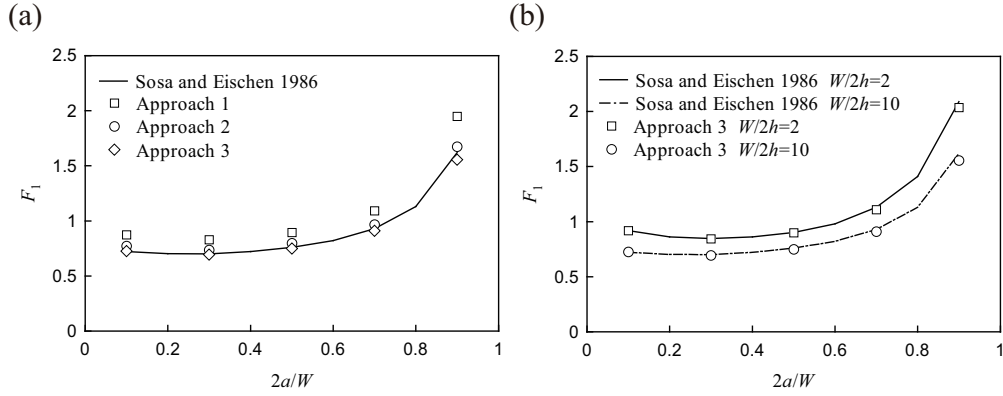 (a)
2.5
2
1.5
1
0.5
0
F1
Sosa and Eischen 1986
Approach 1
Approach 2
Approach 3
0 0.2 0.4 0.6 0.8 1
2a/W
(b)
2.5
2
1.5
1
0.5
0
F1
Sosa and Eischen 1986 W/2h=2
Sosa and Eischen 1986 W/2h=10
Approach 3 W/2h=2
Approach 3 W/2h=10
0 0.2 0.4 0.6 0.8 1
2a/W